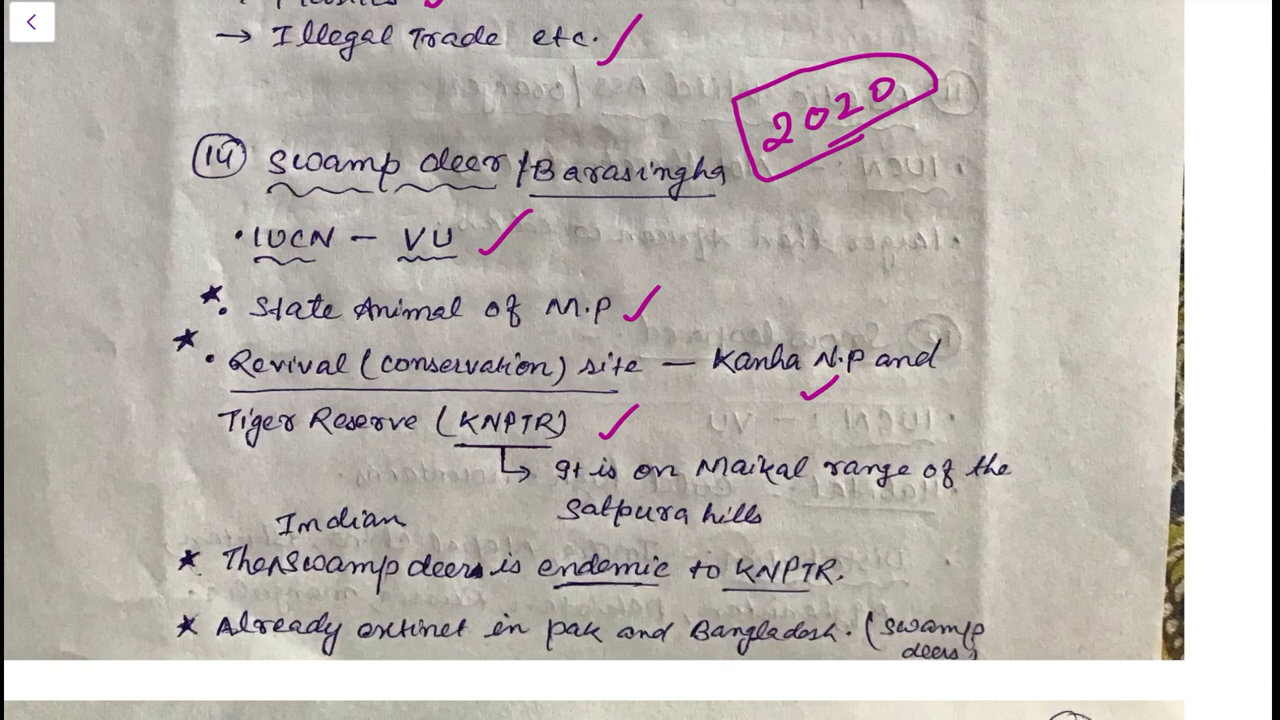 → Illegal Trade etc.
2020
14 Swamp deer / Barasingha
• IUCN – VU
* • State Animal of M.P
* • Revival (conservation) site – Kanha N.P and
Tiger Reserve (KNPTR)
↳ It is on Maikal range of the
Satpura hills
Indian
* The ∧ swamp deers is endemic to KNPTR.
* Already extinct in pak and Bangladesh. (swamp
deers)